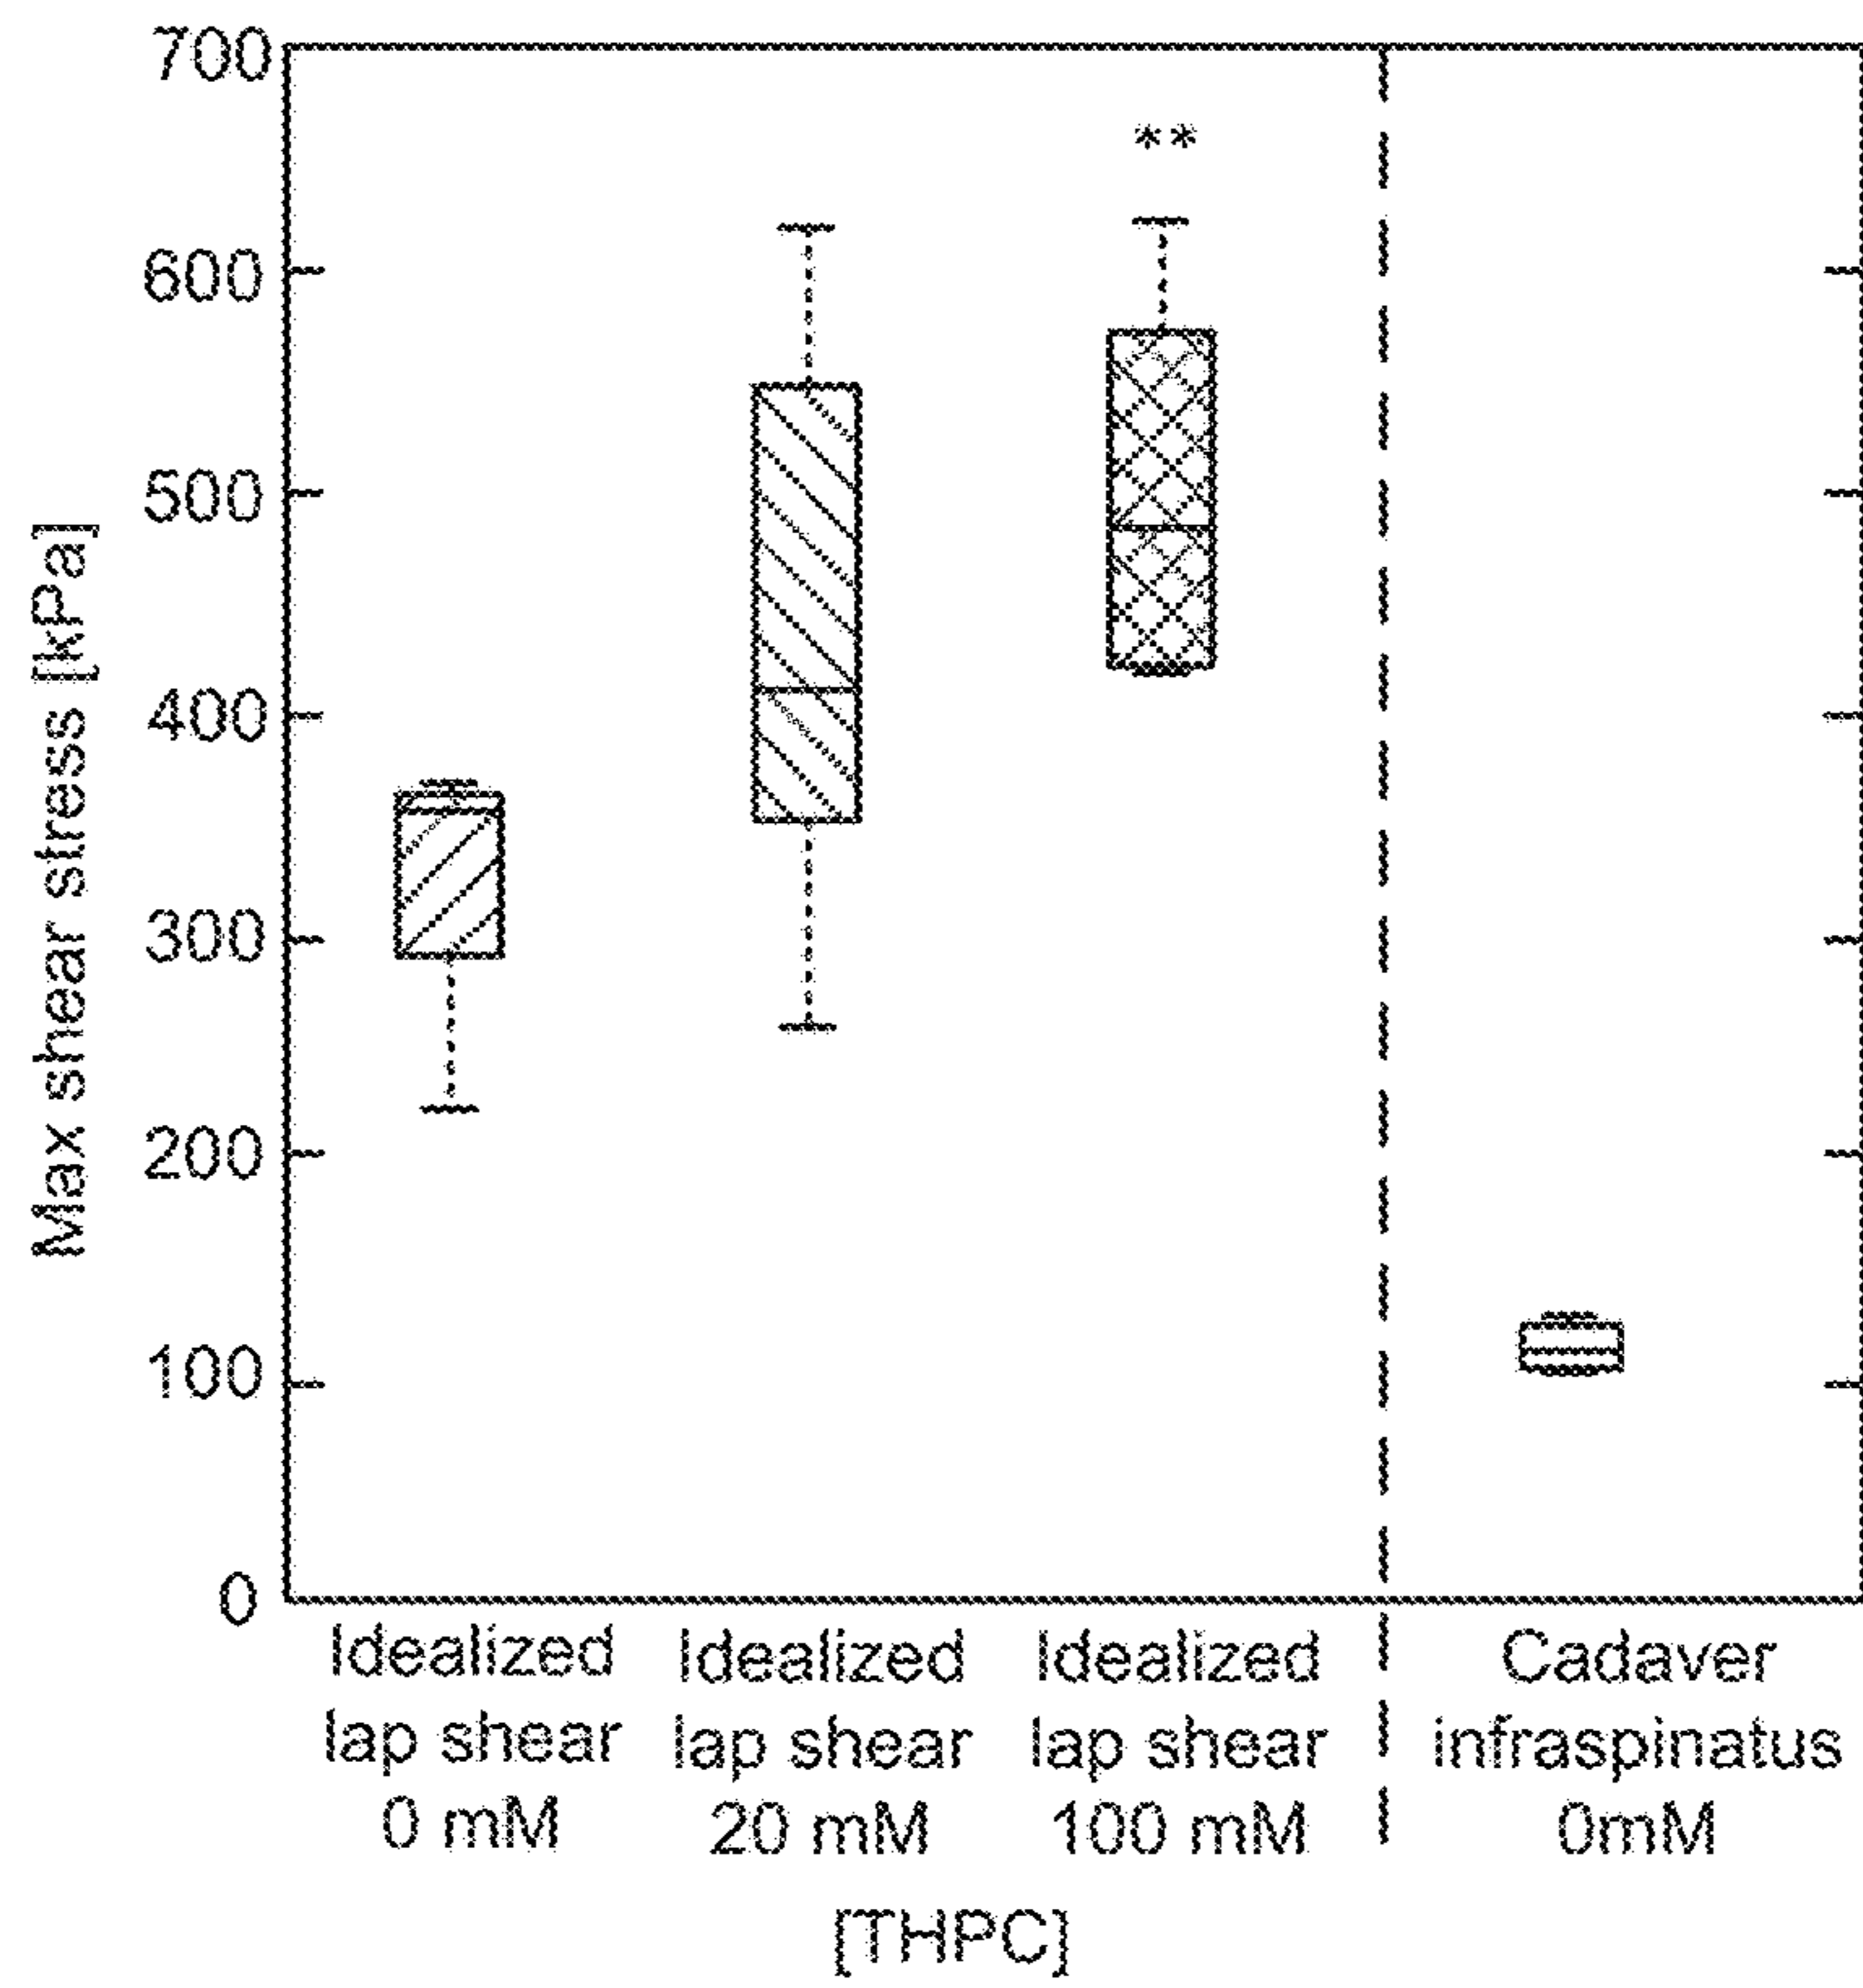 Max shear stress [kPa]
700
600
500
400
300
200
100
0
**
Idealized
lap shear
0 mM
Idealized
lap shear
20 mM
Idealized
lap shear
100 mM
Cadaver
infraspinatus
0mM
[THPC]